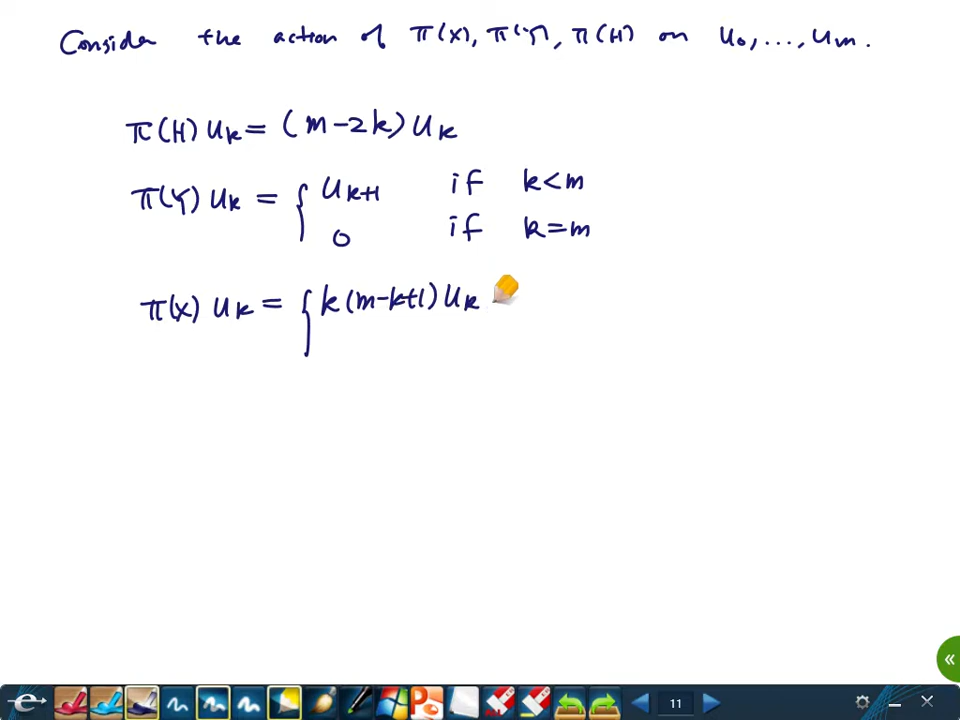 Consider the action of π(X), π(Y), π(H) on u₀, ..., uₘ.
π(H) uₖ = (m-2k) uₖ
π(Y) uₖ = { uₖ₊₁ if k<m
0 if k=m
π(X) uₖ = { k(m-k+1) uₖ
11